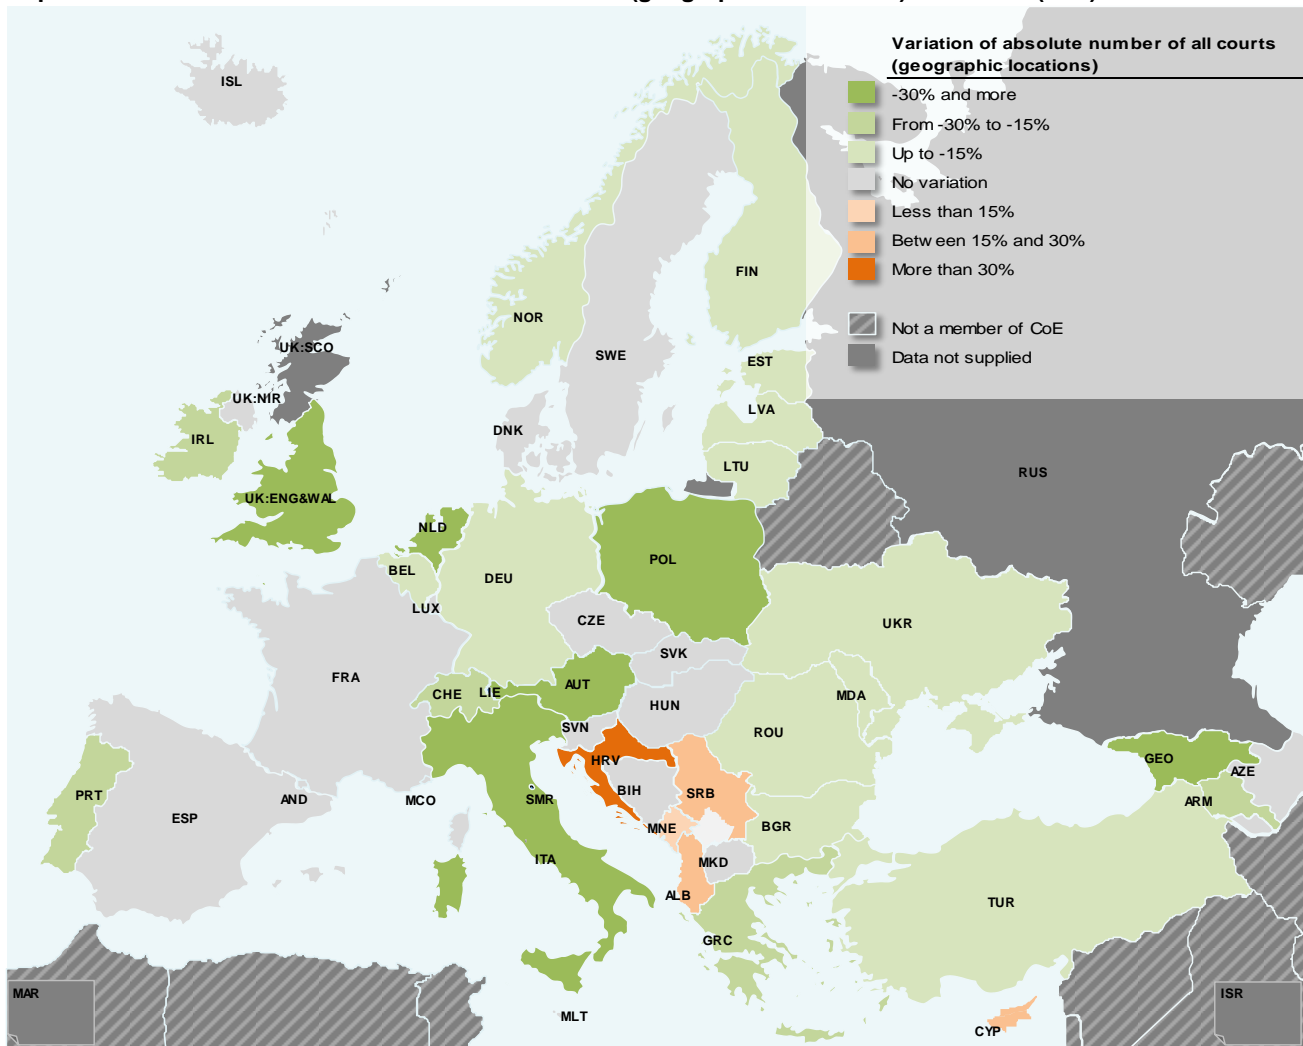 Variation of absolute number of all courts
(geographic locations)
-30% and more
From -30% to -15%
Up to -15%
No variation
Less than 15%
Between 15% and 30%
More than 30%
Not a member of CoE
Data not supplied
ISL
FIN
NOR
UK:SCO
SWE
EST
UK:NIR
LVA
DNK
IRL
LTU
RUS
UK:ENG&WAL
NLD
POL
BEL
DEU
LUX
CZE
UKR
SVK
FRA
AUT
CHE
LIE
MDA
HUN
SVN
ROU
HRV
GEO
AZE
BIH
SRB
PRT
AND
MCO
SMR
ARM
ESP
MNE
BGR
ITA
MKD
ALB
TUR
GRC
MAR
ISR
MLT
CYP